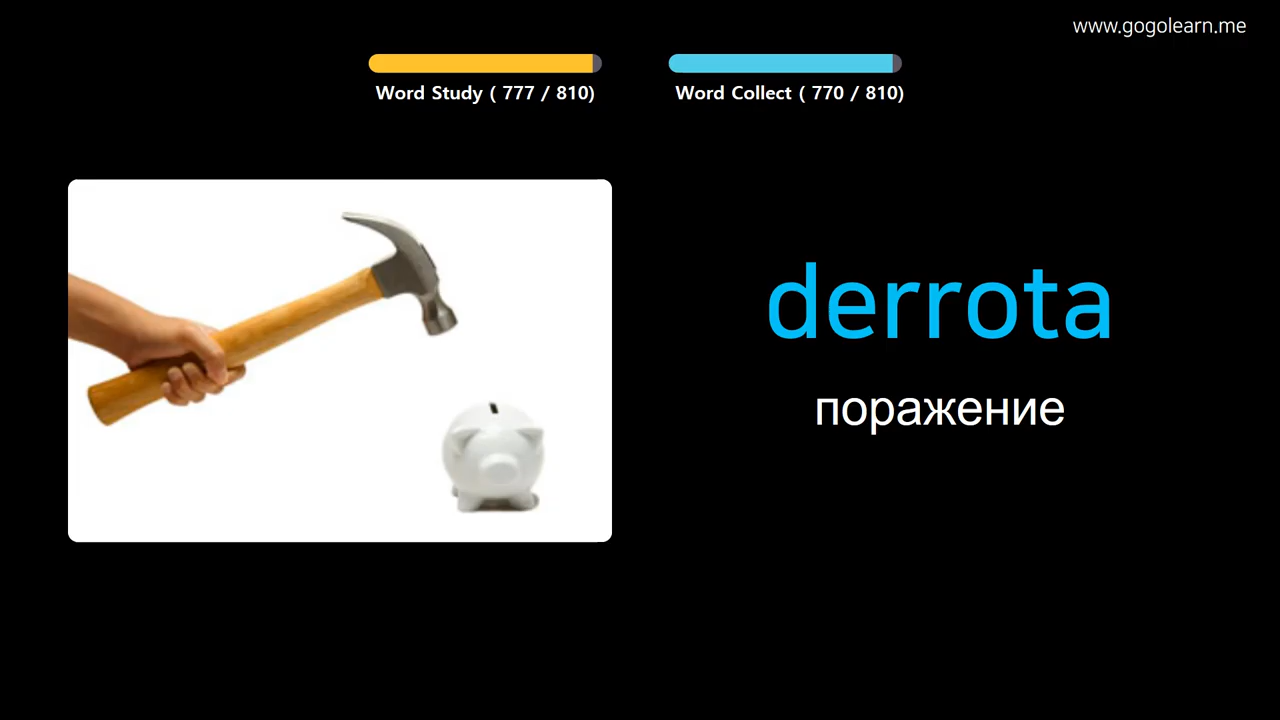 www.gogolearn.me
Word Study ( 777 / 810)
Word Collect ( 770 / 810)
derrota
поражение